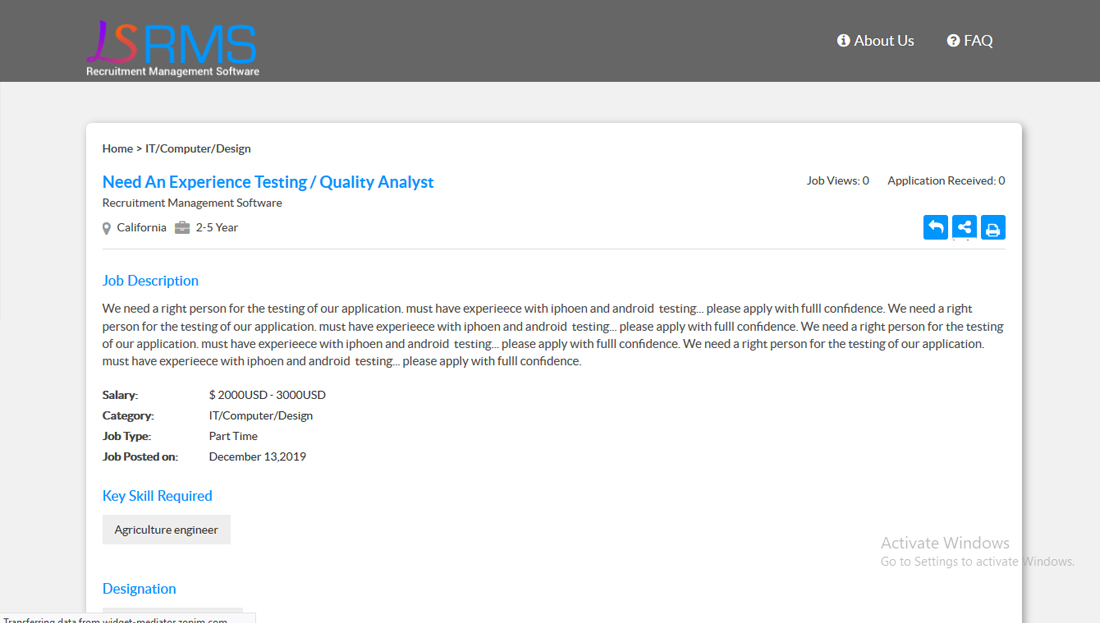 LSRMS
Recruitment Management Software
About Us
FAQ
Home > IT/Computer/Design
Need An Experience Testing / Quality Analyst
Job Views: 0
Application Received: 0
Recruitment Management Software
California
2-5 Year
Job Description
We need a right person for the testing of our application. must have experieece with iphoen and android testing... please apply with fulll confidence. We need a right
person for the testing of our application. must have experieece with iphoen and android testing... please apply with fulll confidence. We need a right person for the testing
of our application. must have experieece with iphoen and android testing... please apply with fulll confidence. We need a right person for the testing of our application.
must have experieece with iphoen and android testing... please apply with fulll confidence.
Salary: $ 2000USD - 3000USD
Category: IT/Computer/Design
Job Type: Part Time
Job Posted on: December 13,2019
Key Skill Required
Agriculture engineer
Activate Windows
Go to Settings to activate Windows.
Designation
Transferring data from widget-mediator.zopim.com...